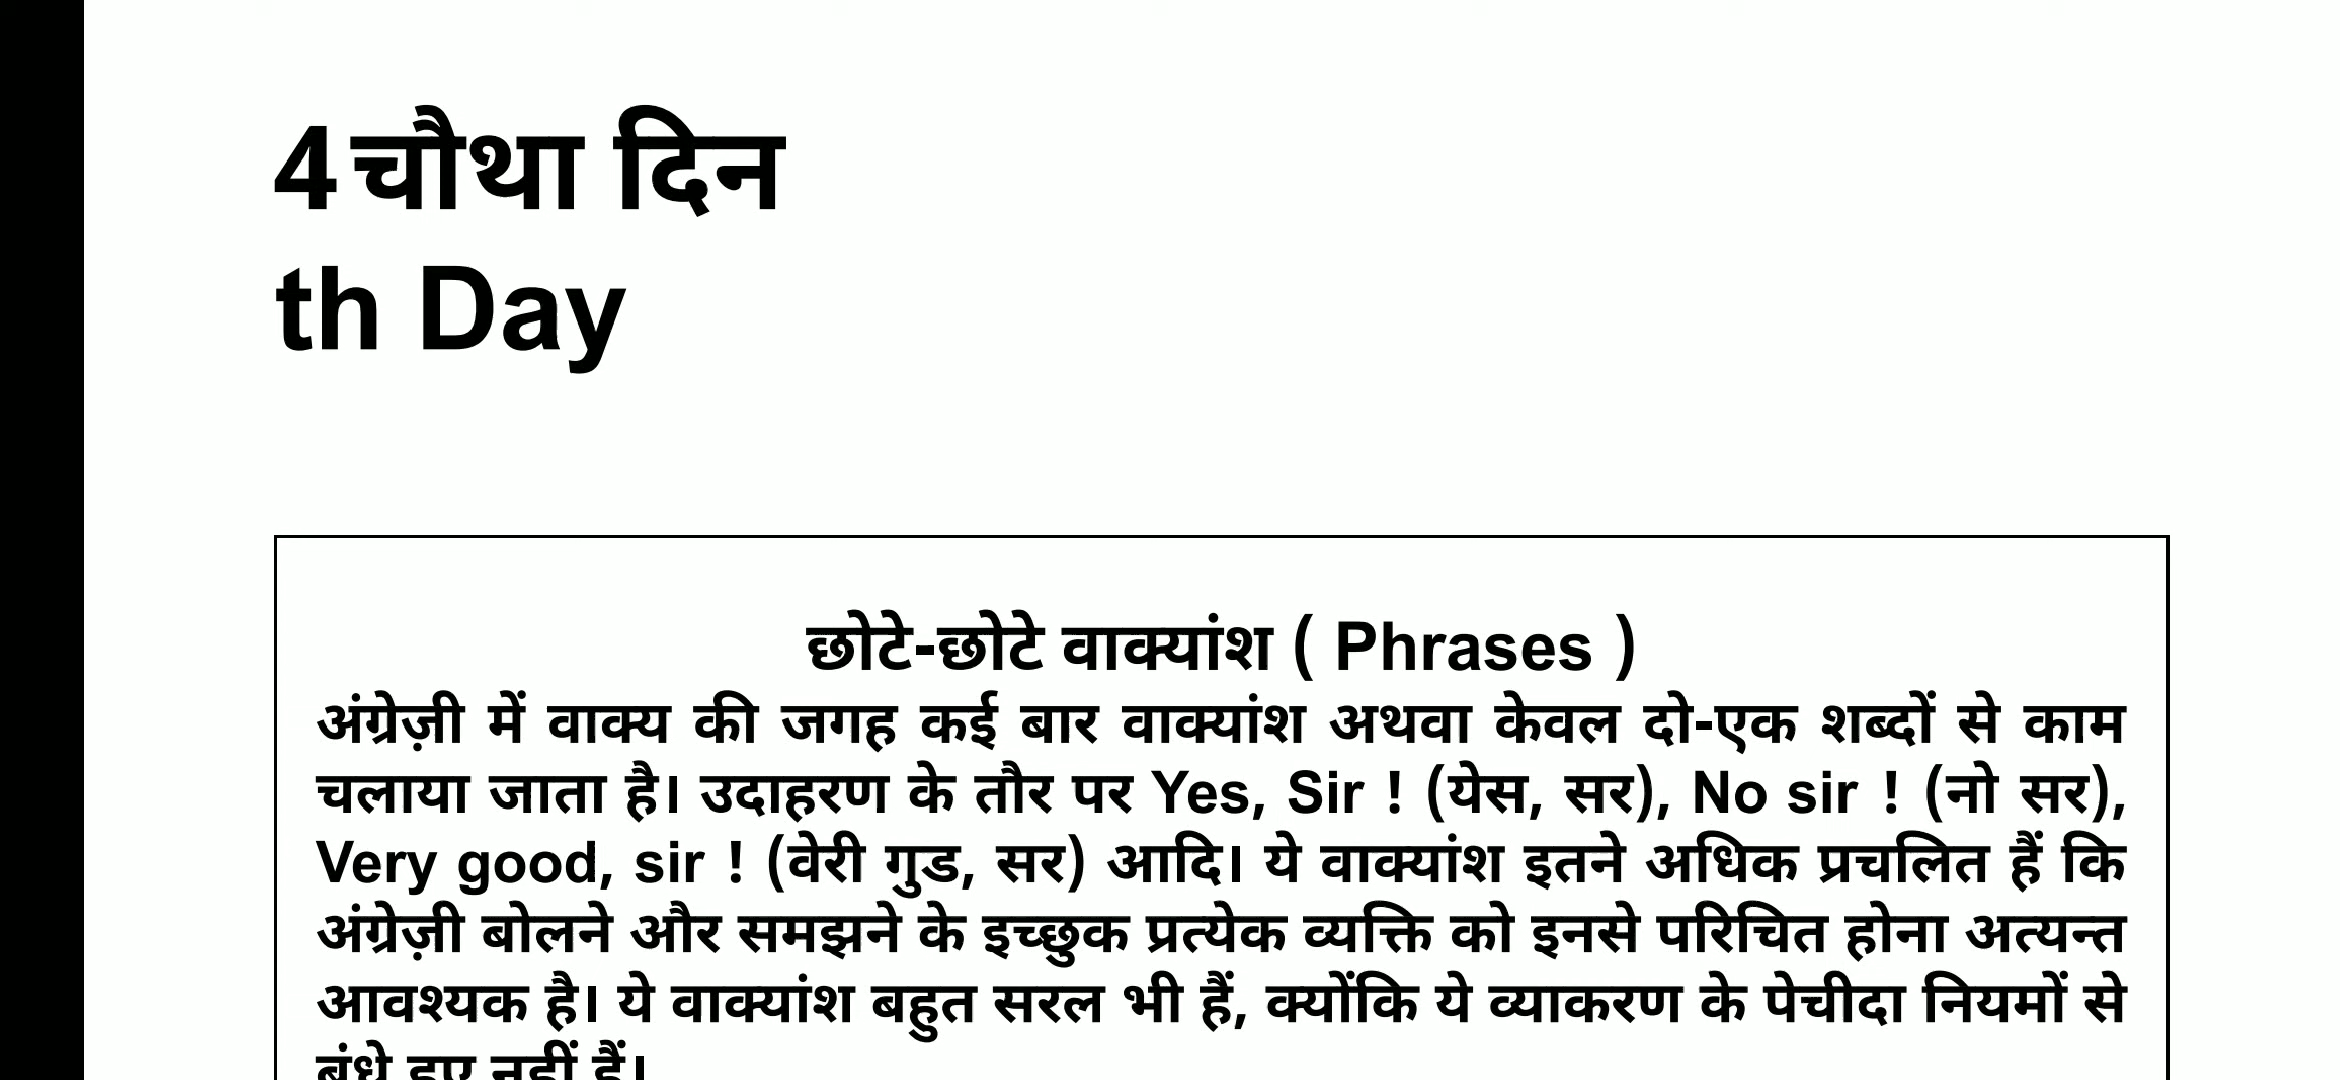 4चौथा दिन
th Day
छोटे-छोटे वाक्यांश ( Phrases )
अंग्रेज़ी में वाक्य की जगह कई बार वाक्यांश अथवा केवल दो-एक शब्दों से काम
चलाया जाता है। उदाहरण के तौर पर Yes, Sir ! (येस, सर), No sir ! (नो सर),
Very good, sir ! (वेरी गुड, सर) आदि। ये वाक्यांश इतने अधिक प्रचलित हैं कि
अंग्रेज़ी बोलने और समझने के इच्छुक प्रत्येक व्यक्ति को इनसे परिचित होना अत्यन्त
आवश्यक है। ये वाक्यांश बहुत सरल भी हैं, क्योंकि ये व्याकरण के पेचीदा नियमों से
बंधे हुए नहीं हैं।